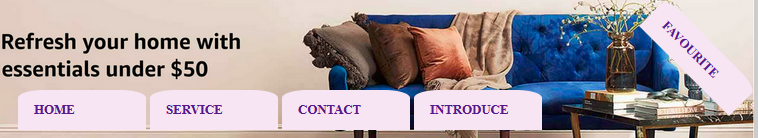 Refresh your home with
essentials under $50
FAVOURITE
HOME
SERVICE
CONTACT
INTRODUCE